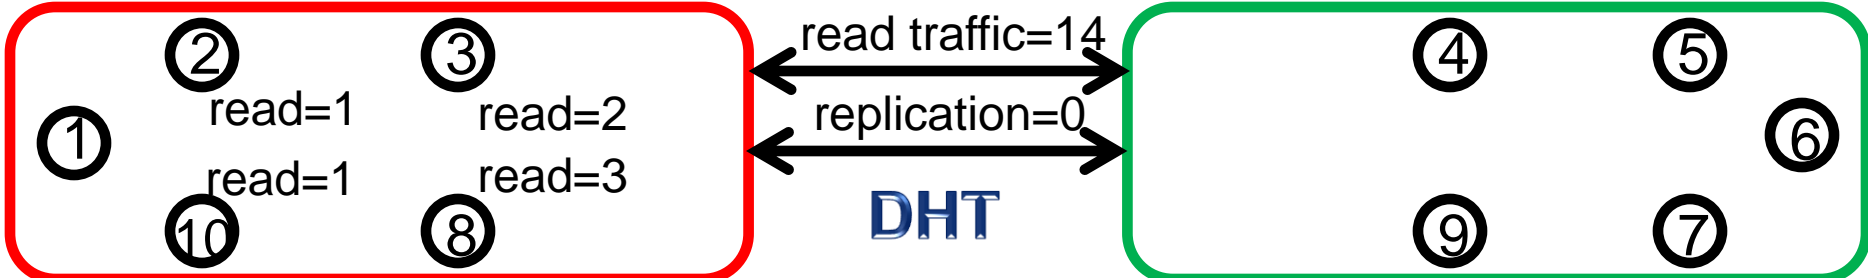 2
3
read traffic=14
4
5
read=1
read=2
replication=0
1
6
read=1
read=3
DHT
10
8
9
7